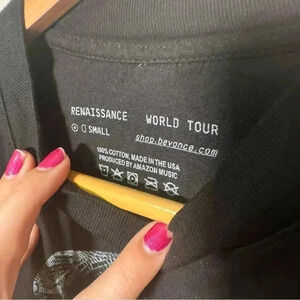 RENAISSANCE WORLD TOUR
SMALL
shop.beyonce.com
100% COTTON, MADE IN THE USA
PRODUCED BY AMAZON MUSIC